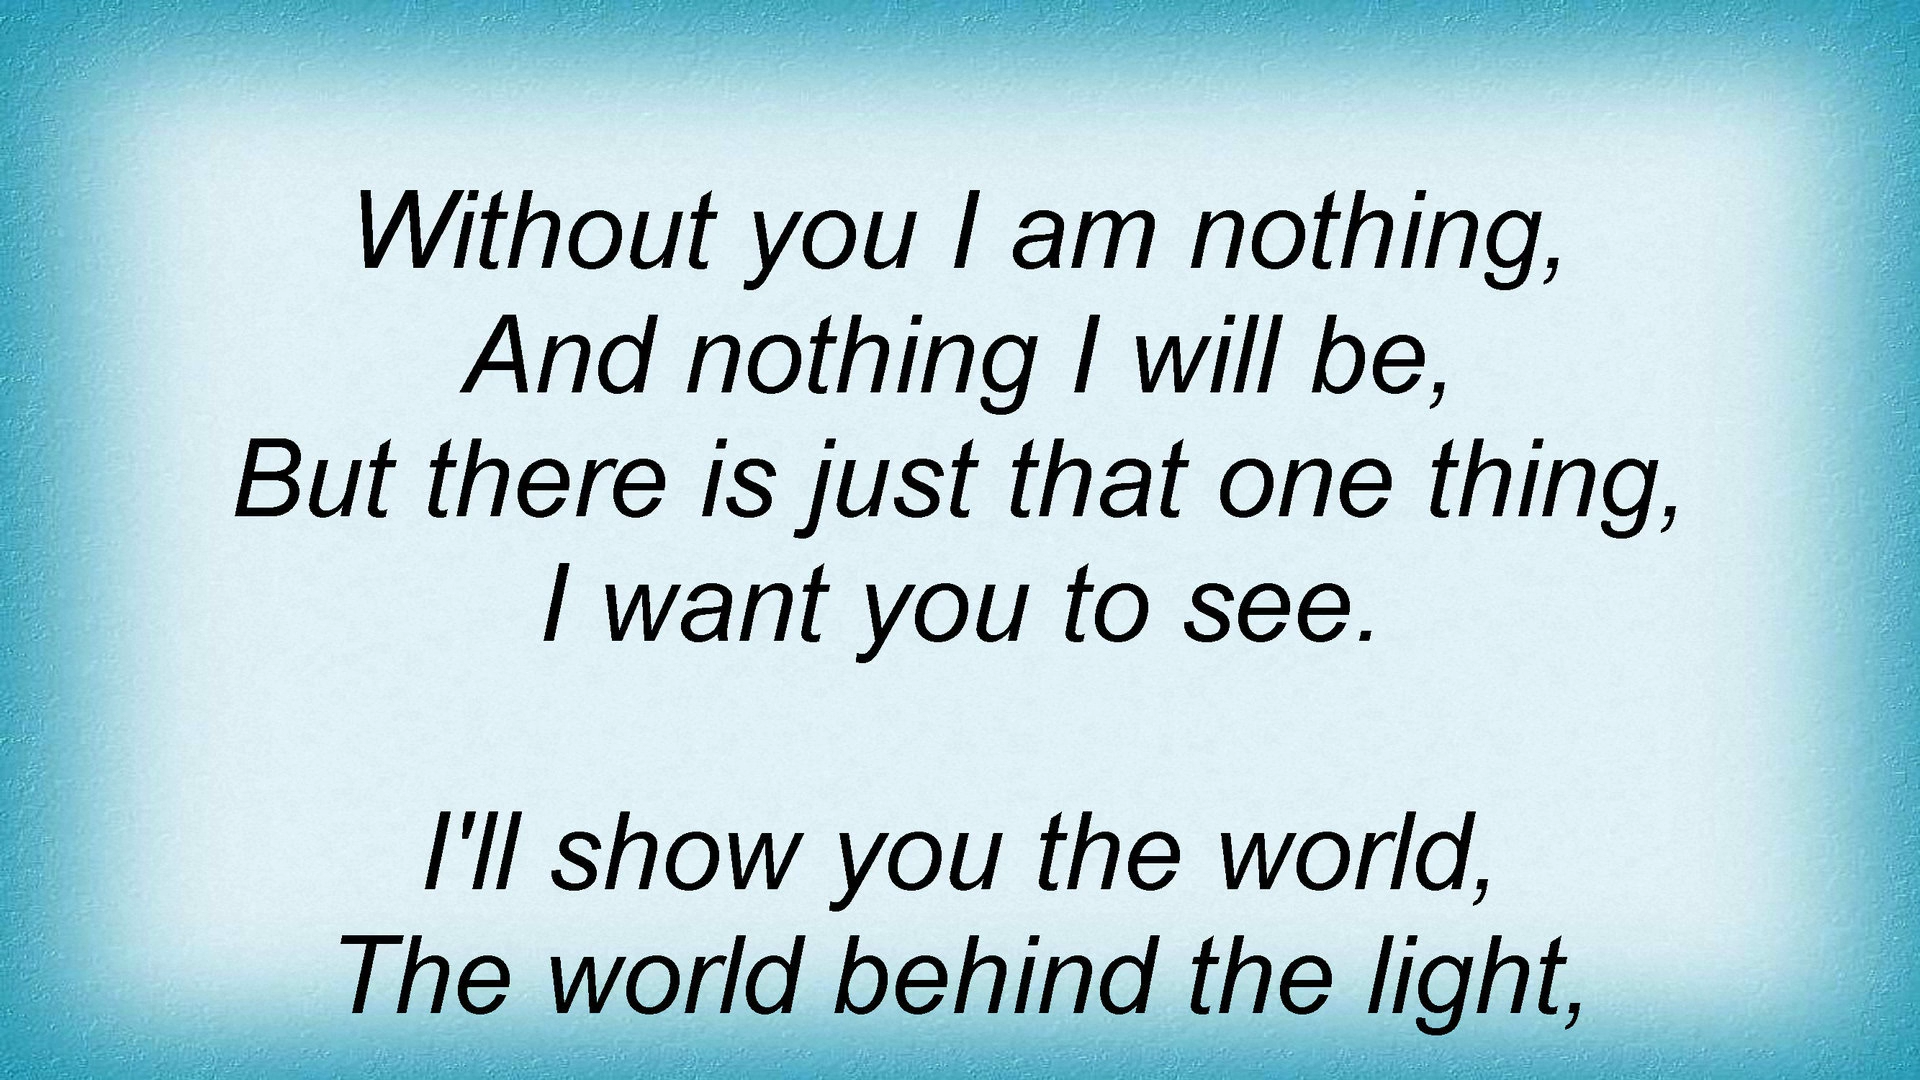 Without you I am nothing,
And nothing I will be,
But there is just that one thing,
I want you to see.
I'll show you the world,
The world behind the light,